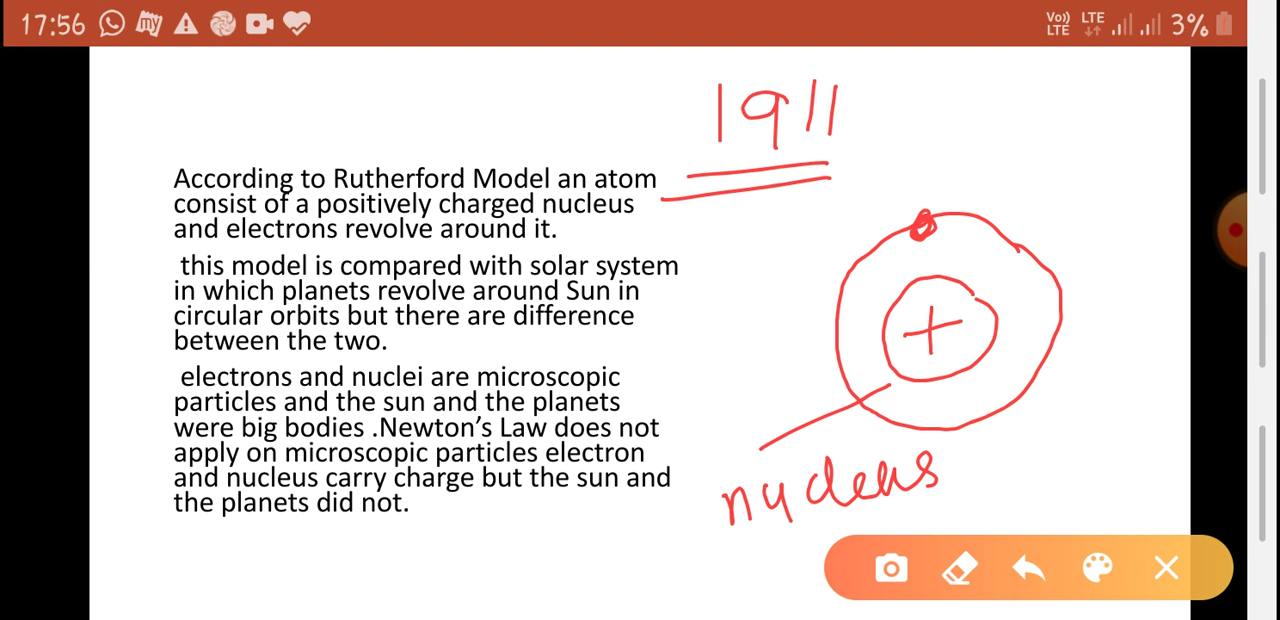 17:56
my
Vo)) LTE
LTE
3%
1911
According to Rutherford Model an atom
consist of a positively charged nucleus
and electrons revolve around it.
this model is compared with solar system
in which planets revolve around Sun in
circular orbits but there are difference
between the two.
electrons and nuclei are microscopic
particles and the sun and the planets
were big bodies .Newton’s Law does not
apply on microscopic particles electron
and nucleus carry charge but the sun and
the planets did not.
+
nucleus